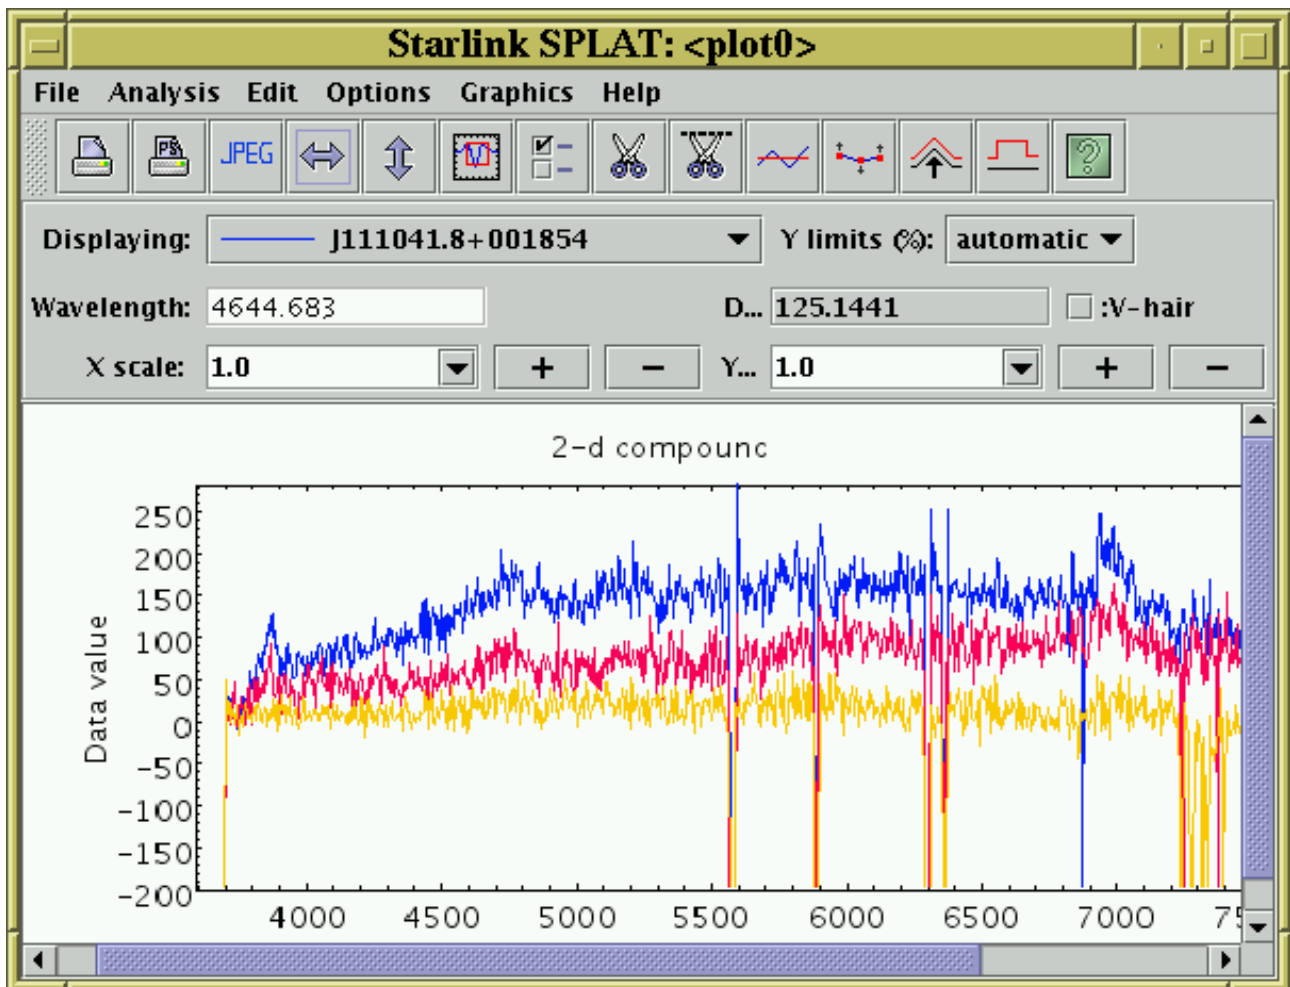 Starlink SPLAT: <plot0>
File Analysis Edit Options Graphics Help
PS JPEG ?
Displaying: J111041.8+001854 Y limits (%): automatic
Wavelength: 4644.683 D... 125.1441 :V-hair
X scale: 1.0 + − Y... 1.0 + −
2-d compounc
250
200
150
100
50
0
−50
−100
−150
−200
Data value
4000 4500 5000 5500 6000 6500 7000 75